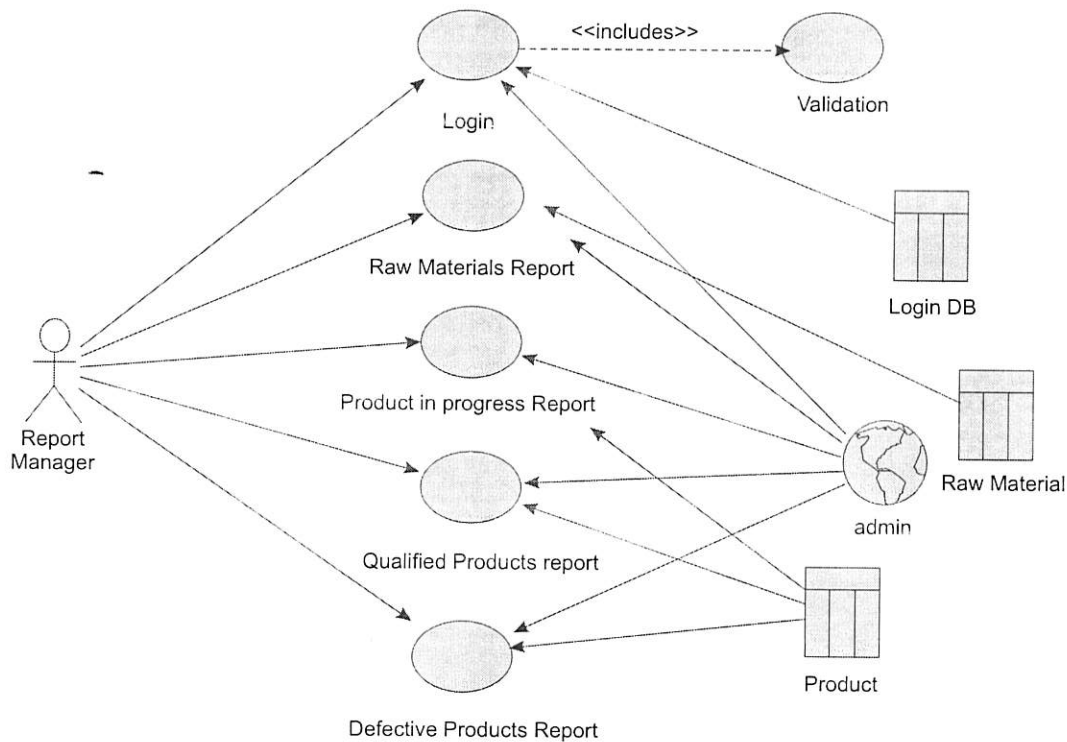 <<includes>>
Validation
Login
Raw Materials Report
Login DB
Product in progress Report
Report
Manager
Raw Material
admin
Qualified Products report
Product
Defective Products Report